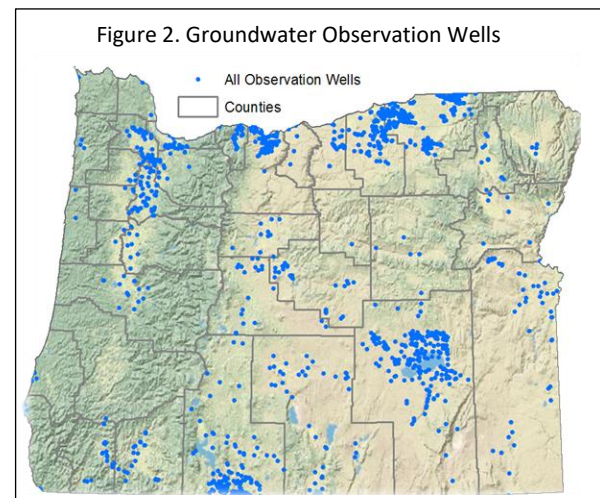 Figure 2. Groundwater Observation Wells
All Observation Wells
Counties